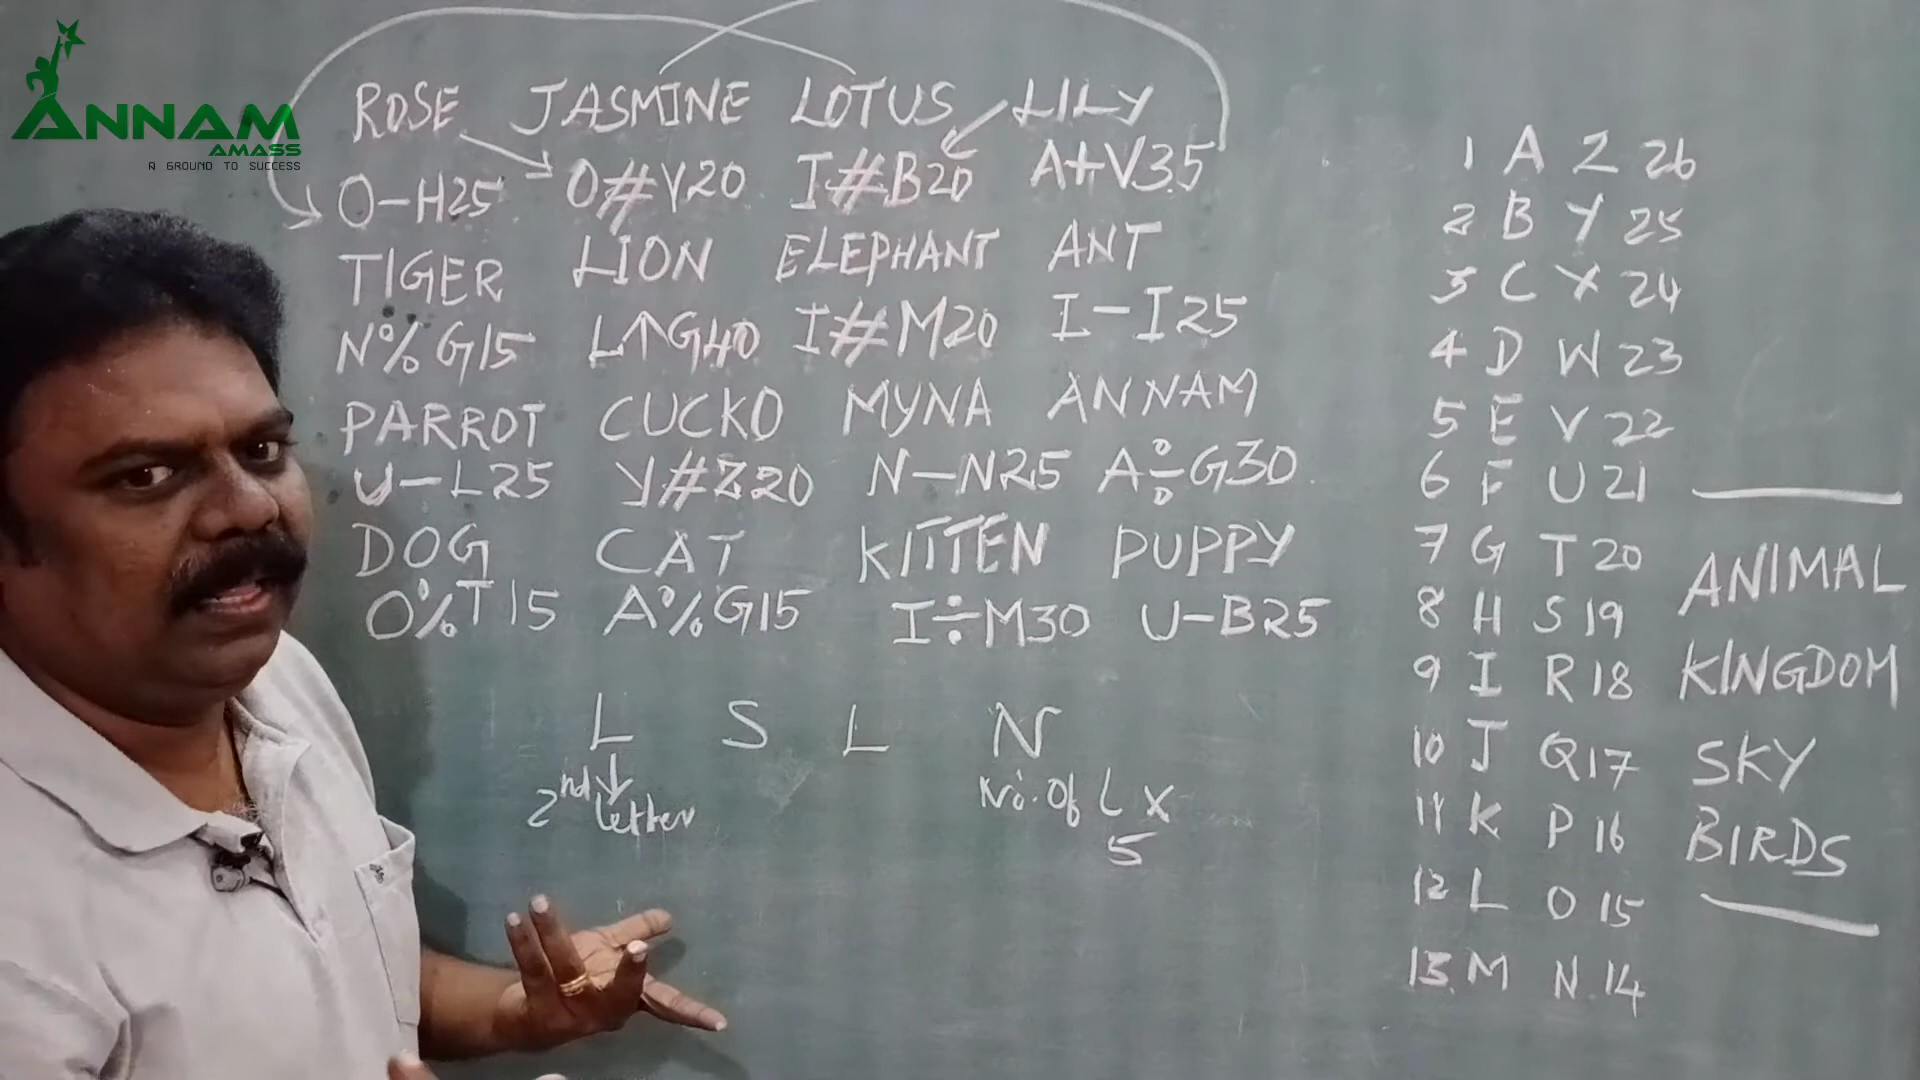 ANNAM
AMASS
A GROUND TO SUCCESS
ROSE JASMINE LOTUS LILY
O-H25 O#V20 I#B20 A+V35
TIGER LION ELEPHANT ANT
N%G15 L↑G40 I#M20 I-I25
PARROT CUCKO MYNA ANNAM
U-L25 Y#Z20 N-N25 A÷G30
DOG CAT KITTEN PUPPY
O%T15 A%G15 I÷M30 U-B25
L S L N
2nd letter
No. Of L x
5
1 A Z 26
2 B Y 25
3 C X 24
4 D W 23
5 E V 22
6 F U 21
7 G T 20
8 H S 19
9 I R 18
10 J Q 17
11 K P 16
12 L O 15
13 M N 14
ANIMAL
KINGDOM
SKY
BIRDS